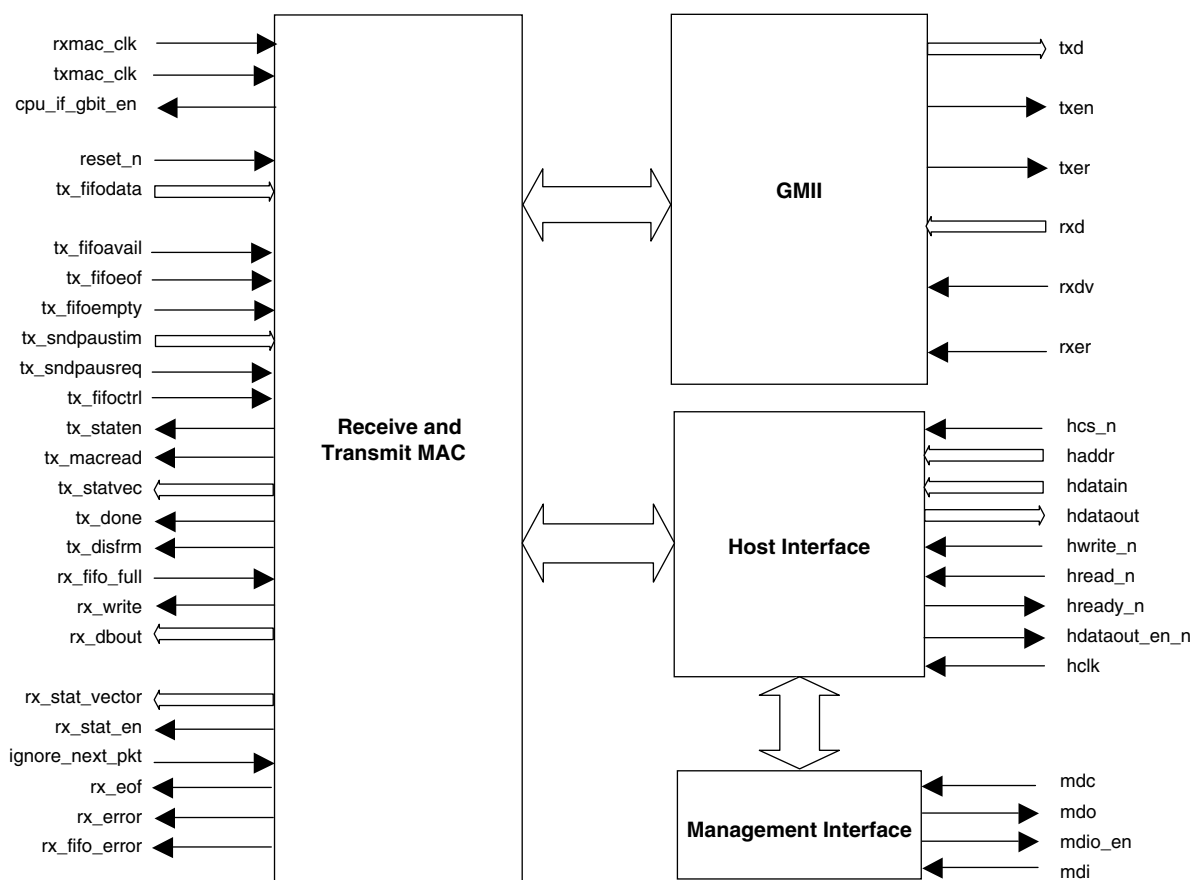 rxmac_clk
txmac_clk
cpu_if_gbit_en
reset_n
tx_fifodata
tx_fifoavail
tx_fifoeof
tx_fifoempty
tx_sndpaustim
tx_sndpausreq
tx_fifoctrl
tx_staten
tx_macread
tx_statvec
tx_done
tx_disfrm
rx_fifo_full
rx_write
rx_dbout
rx_stat_vector
rx_stat_en
ignore_next_pkt
rx_eof
rx_error
rx_fifo_error
Receive and
Transmit MAC
GMII
txd
txen
txer
rxd
rxdv
rxer
Host Interface
hcs_n
haddr
hdatain
hdataout
hwrite_n
hread_n
hready_n
hdataout_en_n
hclk
Management Interface
mdc
mdo
mdio_en
mdi